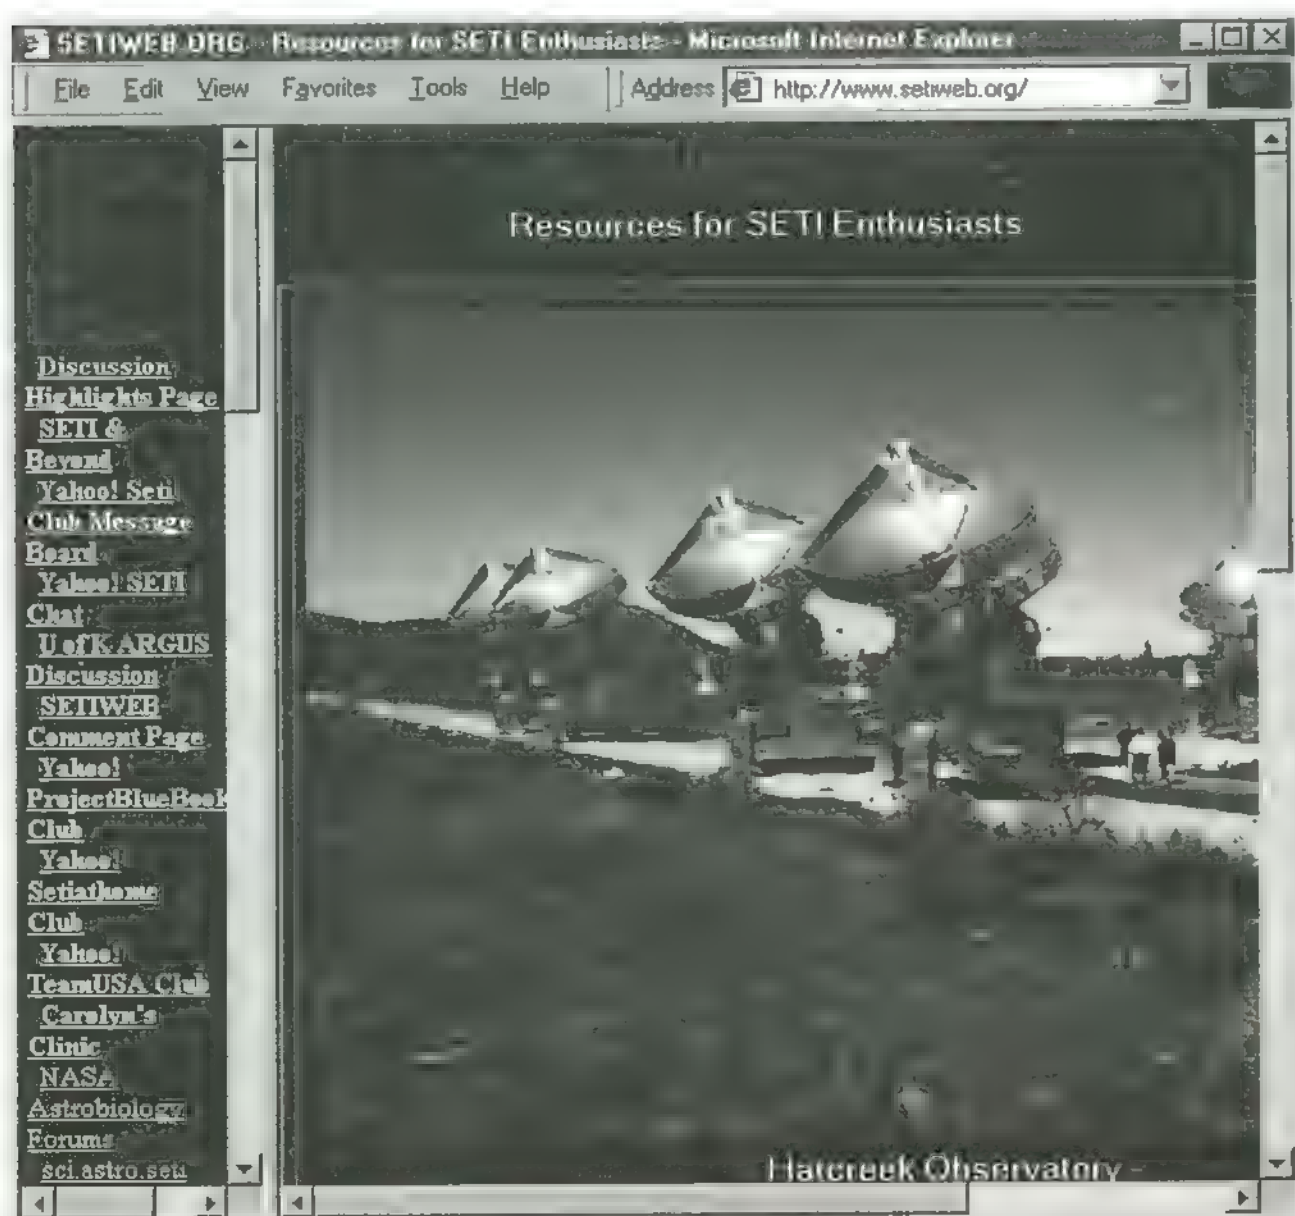 SETIWEB.ORG - Resources for SETI Enthusiasts - Microsoft Internet Explorer
File Edit View Favorites Tools Help Address http://www.setiweb.org/
Resources for SETI Enthusiasts
Discussion
Highlights Page
SETI &
Beyond
Yahoo! Seti
Club Message
Board
Yahoo! SETI
Chat
U of K ARGUS
Discussion
SETIWEB
Comment Page
Yahoo!
ProjectBlueBook
Club
Yahoo!
Setiathome
Club
Yahoo!
TeamUSA Club
Carolyn's
Clinic
NASA
Astrobiology
Forums
sci.astro.seti
Hatcreek Observatory -